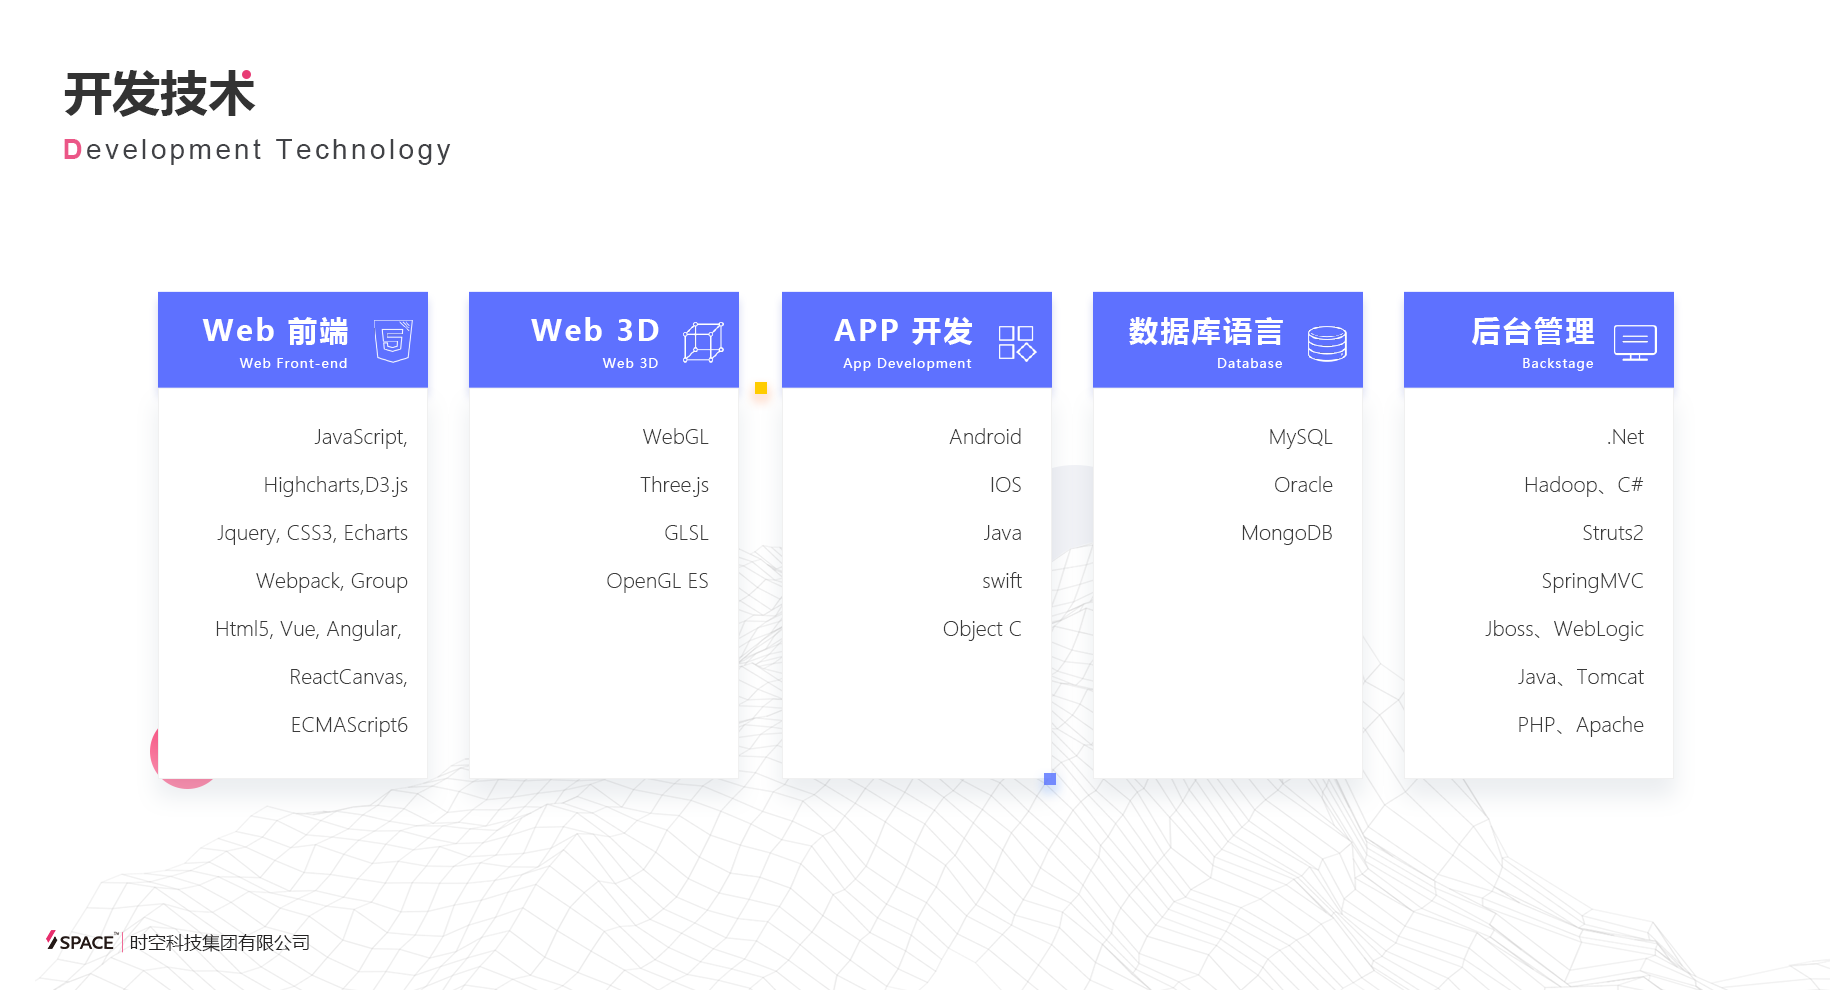 开发技术
Development Technology
Web 前端
Web Front-end
JavaScript,
Highcharts,D3.js
Jquery, CSS3, Echarts
Webpack, Group
Html5, Vue, Angular,
ReactCanvas,
ECMAScript6
Web 3D
Web 3D
WebGL
Three.js
GLSL
OpenGL ES
APP 开发
App Development
Android
IOS
Java
swift
Object C
数据库语言
Database
MySQL
Oracle
MongoDB
后台管理
Backstage
.Net
Hadoop、C#
Struts2
SpringMVC
Jboss、WebLogic
Java、Tomcat
PHP、Apache
SPACE™ 时空科技集团有限公司